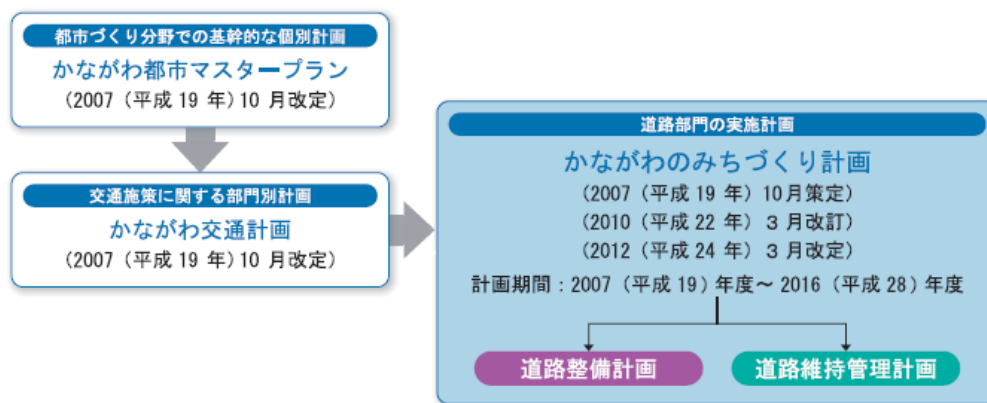 都市づくり分野での基幹的な個別計画
かながわ都市マスタープラン
(2007 (平成 19 年) 10 月改定)
交通施策に関する部門別計画
かながわ交通計画
(2007 (平成 19 年) 10 月改定)
道路部門の実施計画
かながわのみちづくり計画
(2007 (平成 19 年) 10月策定)
(2010 (平成 22 年) 3 月改訂)
(2012 (平成 24 年) 3 月改定)
計画期間:2007 (平成 19) 年度〜 2016 (平成 28) 年度
道路整備計画
道路維持管理計画